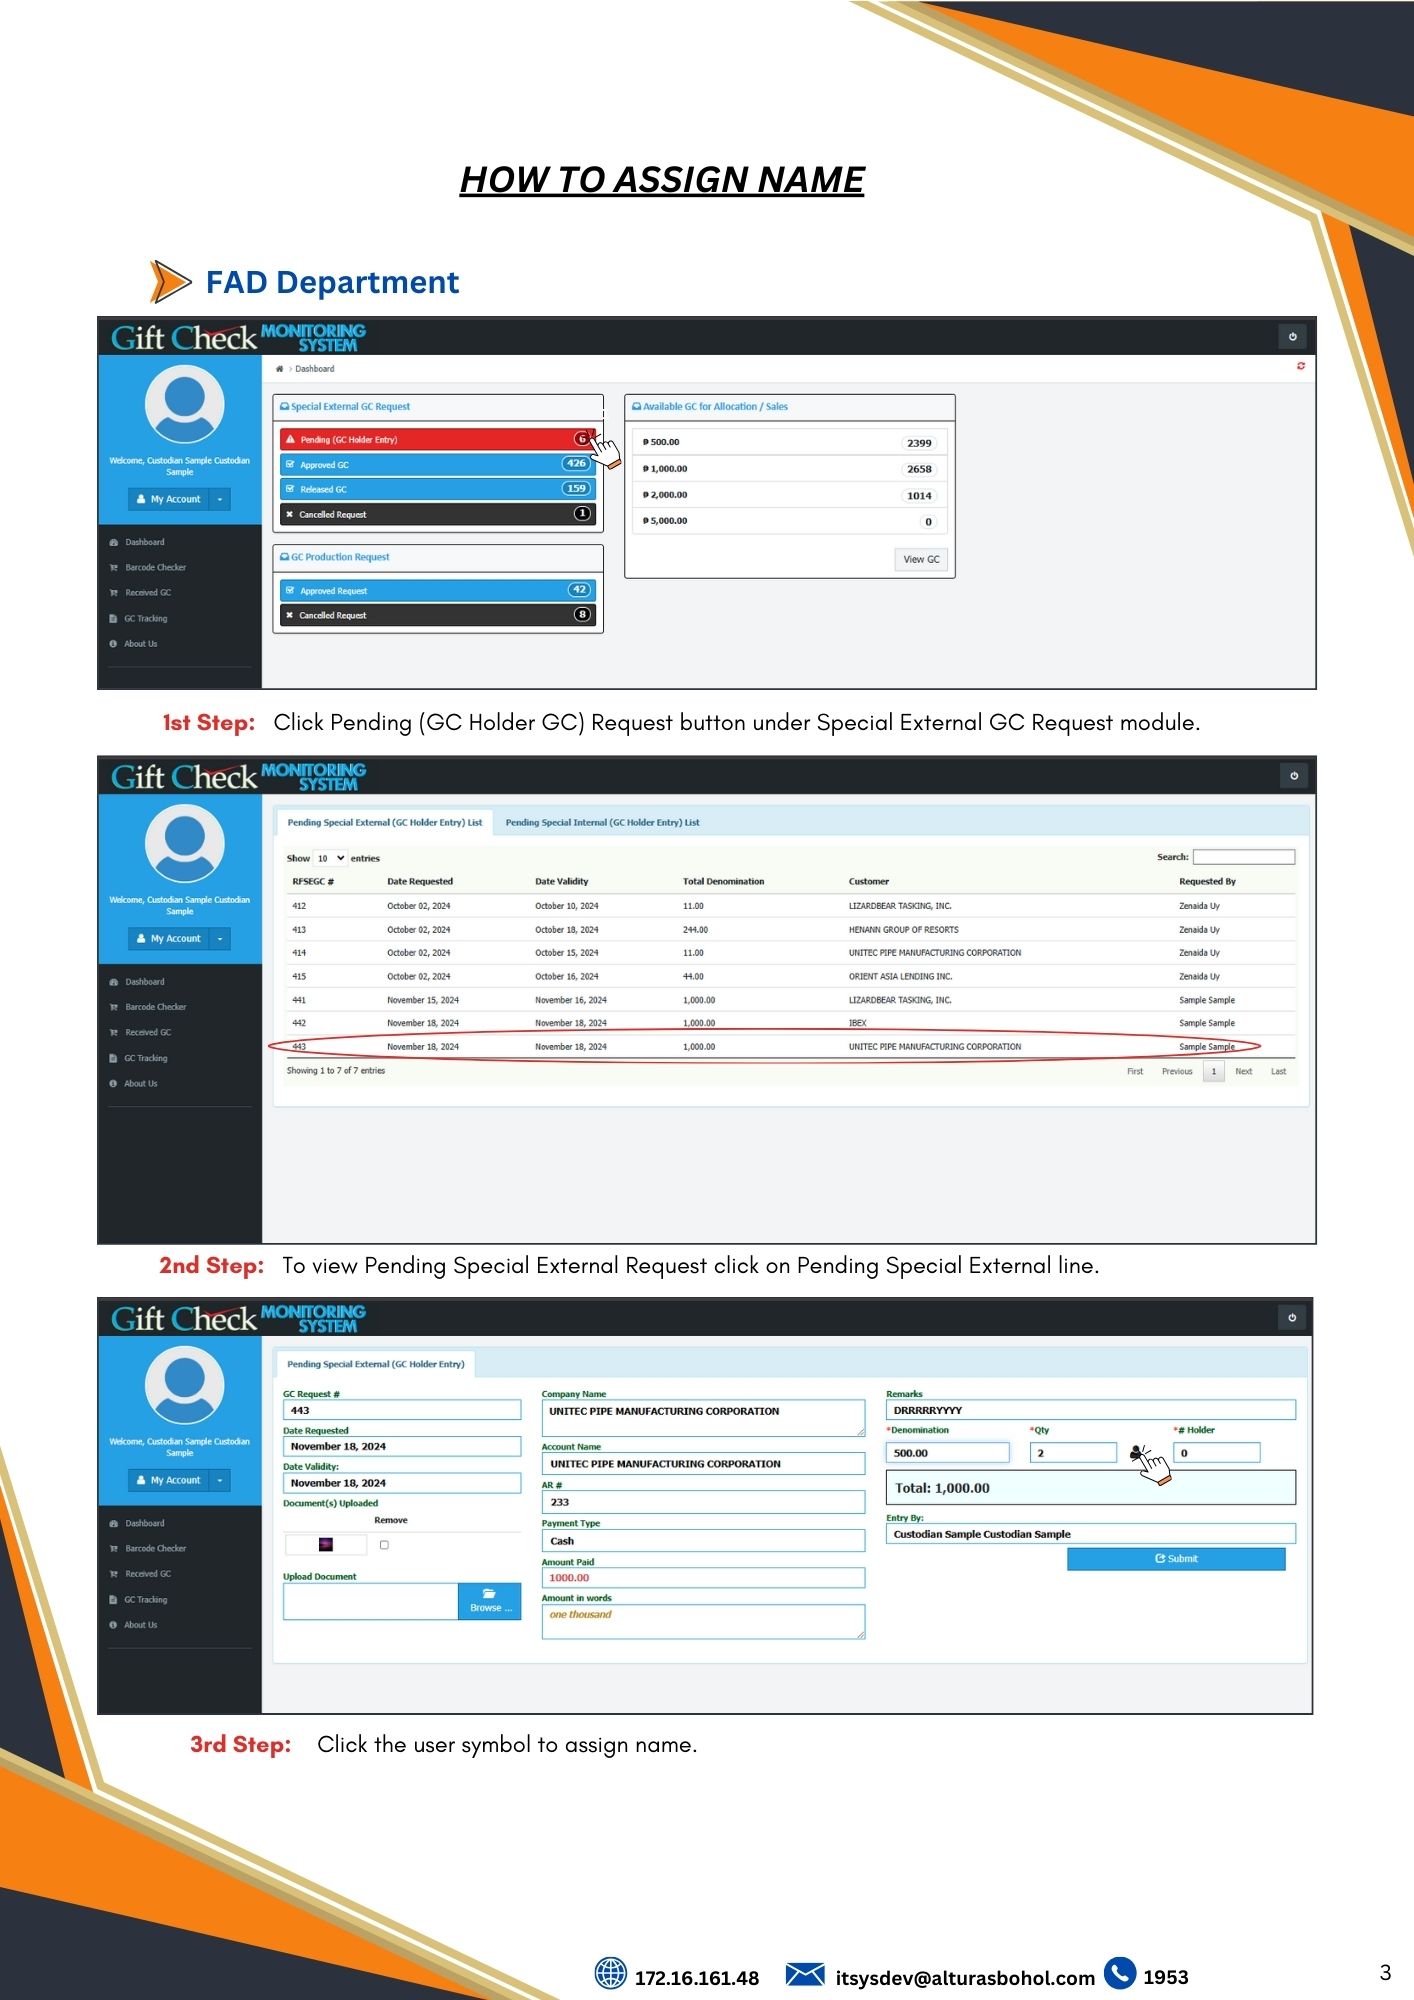 HOW TO ASSIGN NAME
FAD Department
Gift Check MONITORING SYSTEM
Welcome, Custodian Sample Custodian
Sample
My Account
Dashboard
Barcode Checker
Received GC
GC Tracking
About Us
> Dashboard
Special External GC Request
Pending (GC Holder Entry) 6
Approved GC 426
Released GC 159
Cancelled Request 1
GC Production Request
Approved Request 42
Cancelled Request 8
Available GC for Allocation / Sales
₱ 500.00 2399
₱ 1,000.00 2658
₱ 2,000.00 1014
₱ 5,000.00 0
View GC
1st Step: Click Pending (GC Holder GC) Request button under Special External GC Request module.
Gift Check MONITORING SYSTEM
Welcome, Custodian Sample Custodian
Sample
My Account
Dashboard
Barcode Checker
Received GC
GC Tracking
About Us
Pending Special External (GC Holder Entry) List Pending Special Internal (GC Holder Entry) List
Show 10 entries Search:
RFSEGC # Date Requested Date Validity Total Denomination Customer Requested By
412 October 02, 2024 October 10, 2024 11.00 LIZARDBEAR TASKING, INC. Zenaida Uy
413 October 02, 2024 October 18, 2024 244.00 HENANN GROUP OF RESORTS Zenaida Uy
414 October 02, 2024 October 15, 2024 11.00 UNITEC PIPE MANUFACTURING CORPORATION Zenaida Uy
415 October 02, 2024 October 16, 2024 44.00 ORIENT ASIA LENDING INC. Zenaida Uy
441 November 15, 2024 November 16, 2024 1,000.00 LIZARDBEAR TASKING, INC. Sample Sample
442 November 18, 2024 November 18, 2024 1,000.00 IBEX Sample Sample
443 November 18, 2024 November 18, 2024 1,000.00 UNITEC PIPE MANUFACTURING CORPORATION Sample Sample
Showing 1 to 7 of 7 entries First Previous 1 Next Last
2nd Step: To view Pending Special External Request click on Pending Special External line.
Gift Check MONITORING SYSTEM
Welcome, Custodian Sample Custodian
Sample
My Account
Dashboard
Barcode Checker
Received GC
GC Tracking
About Us
Pending Special External (GC Holder Entry)
GC Request #
443
Date Requested
November 18, 2024
Date Validity:
November 18, 2024
Document(s) Uploaded
Remove
Upload Document
Browse ...
Company Name
UNITEC PIPE MANUFACTURING CORPORATION
Account Name
UNITEC PIPE MANUFACTURING CORPORATION
AR #
233
Payment Type
Cash
Amount Paid
1000.00
Amount in words
one thousand
Remarks
DRRRRRYYYY
*Denomination *Qty *# Holder
500.00 2 0
Total: 1,000.00
Entry By:
Custodian Sample Custodian Sample
Submit
3rd Step: Click the user symbol to assign name.
172.16.161.48 itsysdev@alturasbohol.com 1953
3